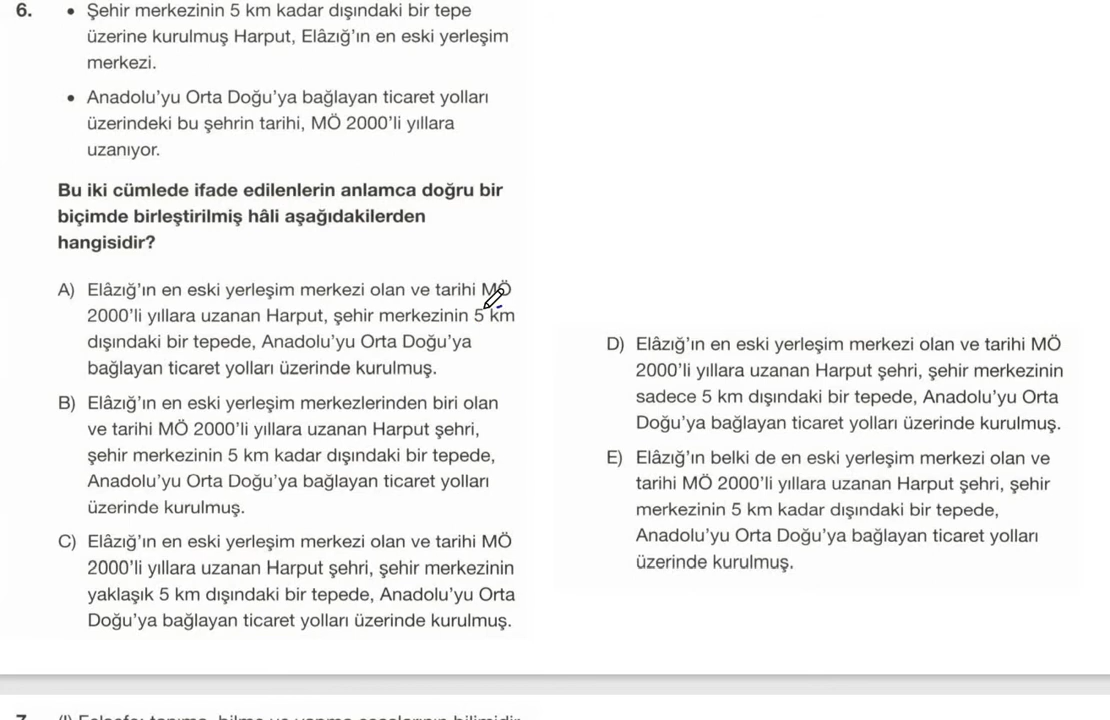 6. • Şehir merkezinin 5 km kadar dışındaki bir tepe
üzerine kurulmuş Harput, Elâzığ'ın en eski yerleşim
merkezi.
• Anadolu'yu Orta Doğu'ya bağlayan ticaret yolları
üzerindeki bu şehrin tarihi, MÖ 2000'li yıllara
uzanıyor.
Bu iki cümlede ifade edilenlerin anlamca doğru bir
biçimde birleştirilmiş hâli aşağıdakilerden
hangisidir?
A) Elâzığ'ın en eski yerleşim merkezi olan ve tarihi MÖ
2000'li yıllara uzanan Harput, şehir merkezinin 5 km
dışındaki bir tepede, Anadolu'yu Orta Doğu'ya
bağlayan ticaret yolları üzerinde kurulmuş.
B) Elâzığ'ın en eski yerleşim merkezlerinden biri olan
ve tarihi MÖ 2000'li yıllara uzanan Harput şehri,
şehir merkezinin 5 km kadar dışındaki bir tepede,
Anadolu'yu Orta Doğu'ya bağlayan ticaret yolları
üzerinde kurulmuş.
C) Elâzığ'ın en eski yerleşim merkezi olan ve tarihi MÖ
2000'li yıllara uzanan Harput şehri, şehir merkezinin
yaklaşık 5 km dışındaki bir tepede, Anadolu'yu Orta
Doğu'ya bağlayan ticaret yolları üzerinde kurulmuş.
D) Elâzığ'ın en eski yerleşim merkezi olan ve tarihi MÖ
2000'li yıllara uzanan Harput şehri, şehir merkezinin
sadece 5 km dışındaki bir tepede, Anadolu'yu Orta
Doğu'ya bağlayan ticaret yolları üzerinde kurulmuş.
E) Elâzığ'ın belki de en eski yerleşim merkezi olan ve
tarihi MÖ 2000'li yıllara uzanan Harput şehri, şehir
merkezinin 5 km kadar dışındaki bir tepede,
Anadolu'yu Orta Doğu'ya bağlayan ticaret yolları
üzerinde kurulmuş.